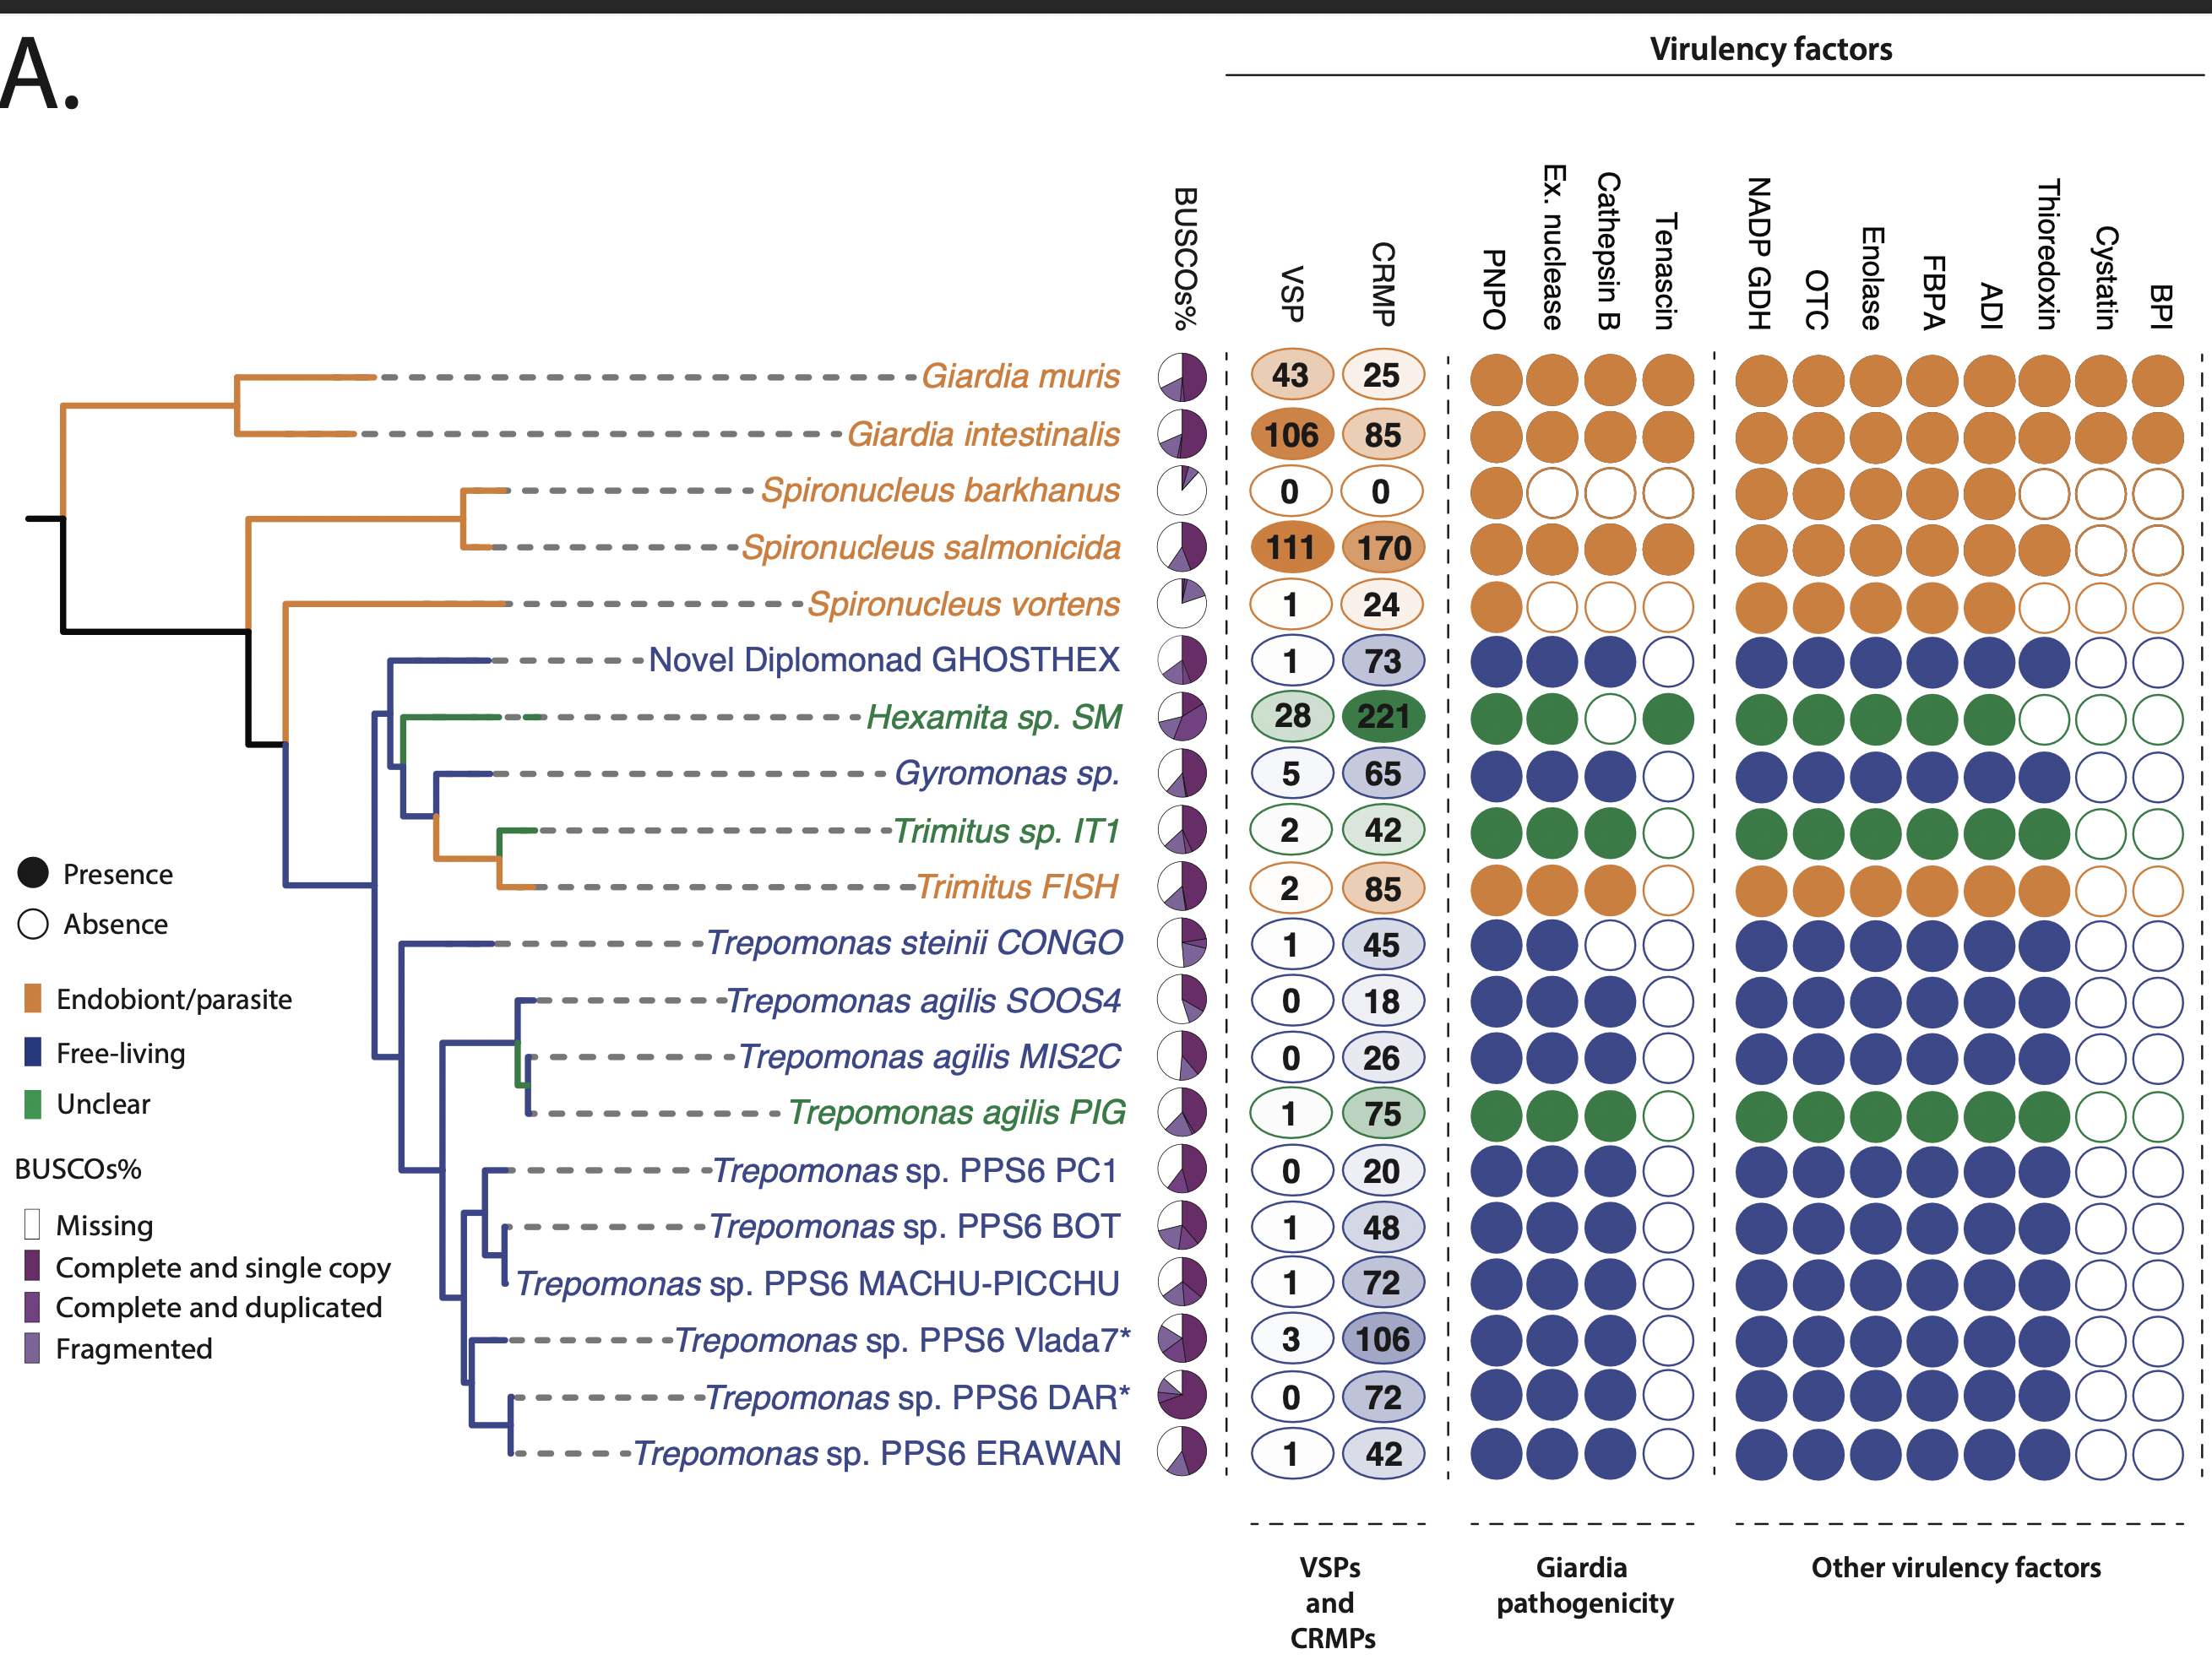 A.
Virulency factors
BUSCOs%
VSP
CRMP
PNPO
Ex. nuclease
Cathepsin B
Tenascin
NADP GDH
OTC
Enolase
FBPA
ADI
Thioredoxin
Cystatin
BPI
Giardia muris 43 25
Giardia intestinalis 106 85
Spironucleus barkhanus 0 0
Spironucleus salmonicida 111 170
Spironucleus vortens 1 24
Novel Diplomonad GHOSTHEX 1 73
Hexamita sp. SM 28 221
Gyromonas sp. 5 65
Trimitus sp. IT1 2 42
Trimitus FISH 2 85
Trepomonas steinii CONGO 1 45
Trepomonas agilis SOOS4 0 18
Trepomonas agilis MIS2C 0 26
Trepomonas agilis PIG 1 75
Trepomonas sp. PPS6 PC1 0 20
Trepomonas sp. PPS6 BOT 1 48
Trepomonas sp. PPS6 MACHU-PICCHU 1 72
Trepomonas sp. PPS6 Vlada7* 3 106
Trepomonas sp. PPS6 DAR* 0 72
Trepomonas sp. PPS6 ERAWAN 1 42
Presence
Absence
Endobiont/parasite
Free-living
Unclear
BUSCOs%
Missing
Complete and single copy
Complete and duplicated
Fragmented
VSPs
and
CRMPs
Giardia
pathogenicity
Other virulency factors